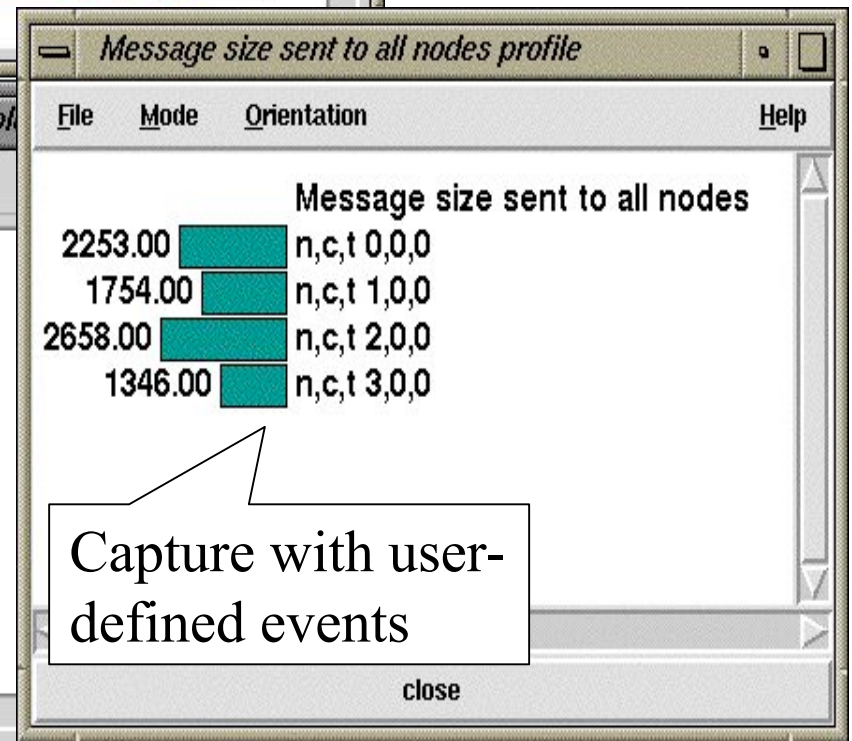 Message size sent to all nodes profile
File Mode Orientation Help
Message size sent to all nodes
2253.00 n,c,t 0,0,0
1754.00 n,c,t 1,0,0
2658.00 n,c,t 2,0,0
1346.00 n,c,t 3,0,0
Capture with user-
defined events
close